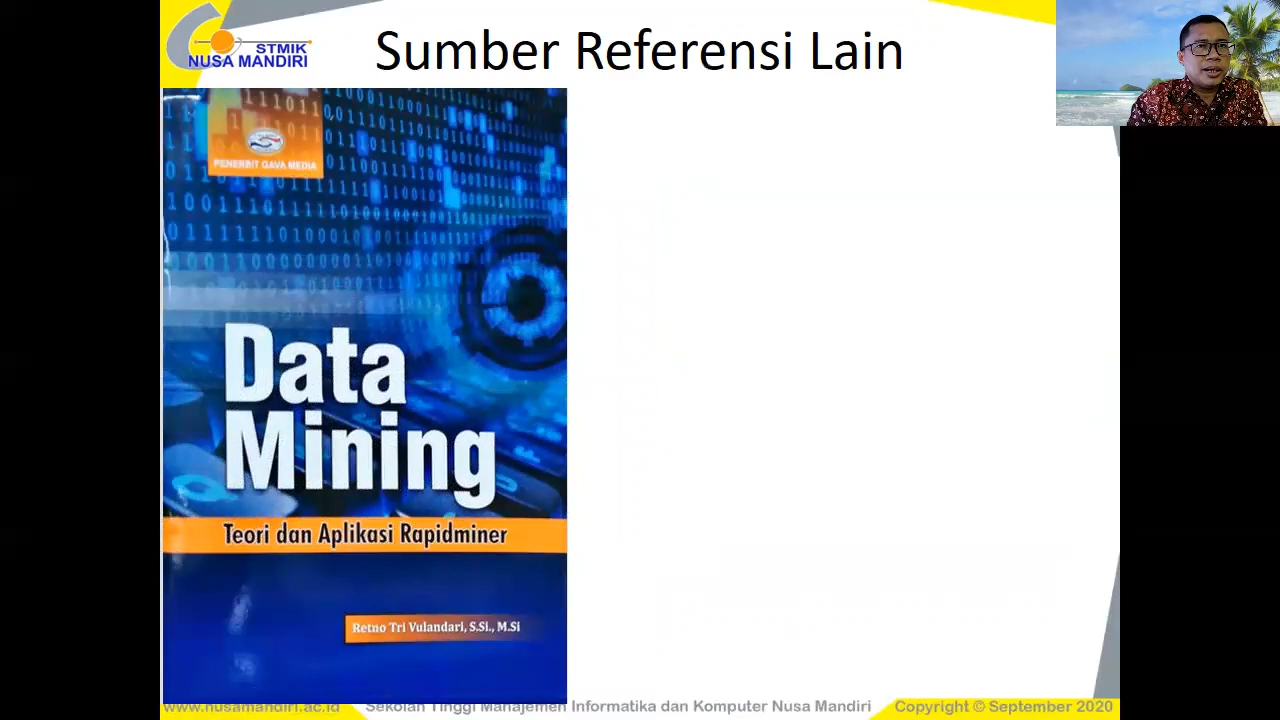 STMIK
NUSA MANDIRI
Sumber Referensi Lain
PENERBIT GAVA MEDIA
Data
Mining
Teori dan Aplikasi Rapidminer
Retno Tri Vulandari, S.Si., M.Si
www.nusamandiri.ac.id
Sekolah Tinggi Manajemen Informatika dan Komputer Nusa Mandiri
Copyright © September 2020